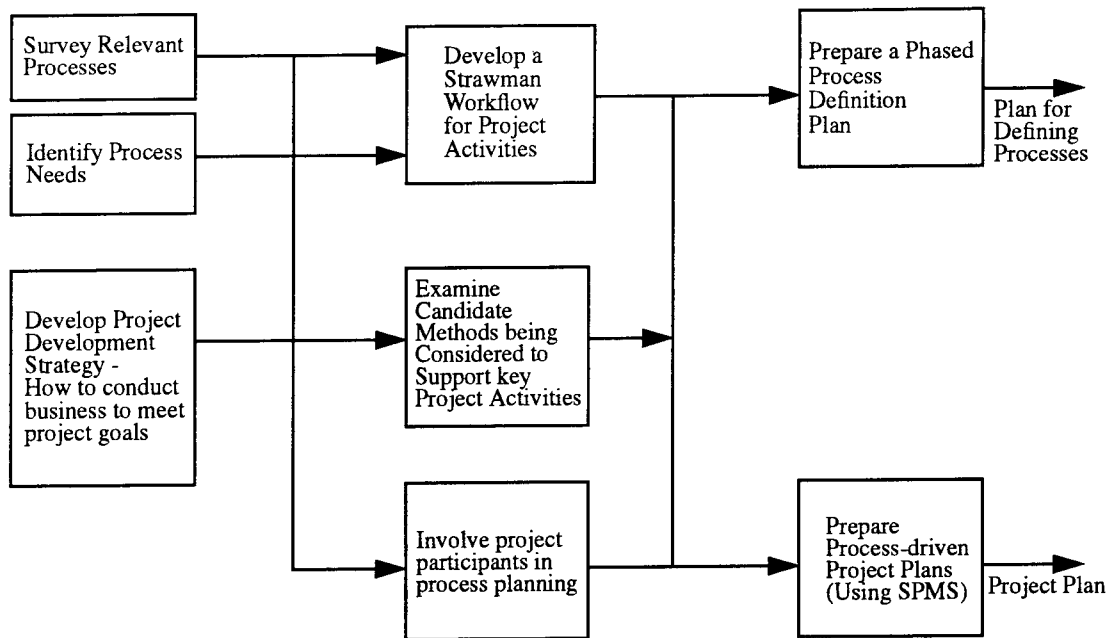 Survey Relevant
Processes
Identify Process
Needs
Develop Project
Development
Strategy -
How to conduct
business to meet
project goals
Develop a
Strawman
Workflow
for Project
Activities
Examine
Candidate
Methods being
Considered to
Support key
Project Activities
Involve project
participants in
process planning
Prepare a Phased
Process
Definition
Plan
Plan for
Defining
Processes
Prepare
Process-driven
Project Plans
(Using SPMS)
Project Plan